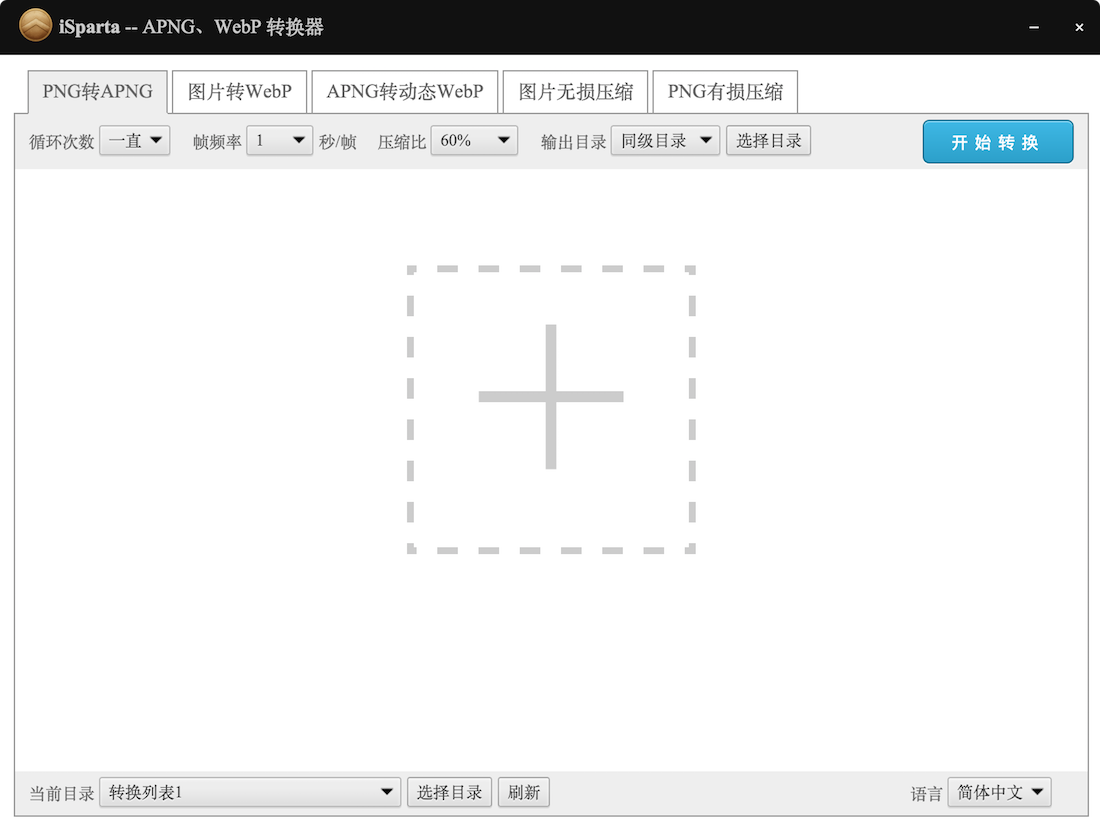 iSparta -- APNG、WebP 转换器
PNG转APNG 图片转WebP APNG转动态WebP 图片无损压缩 PNG有损压缩
循环次数 一直 帧频率 1 秒/帧 压缩比 60% 输出目录 同级目录 选择目录 开始转换
当前目录 转换列表1 选择目录 刷新 语言 简体中文